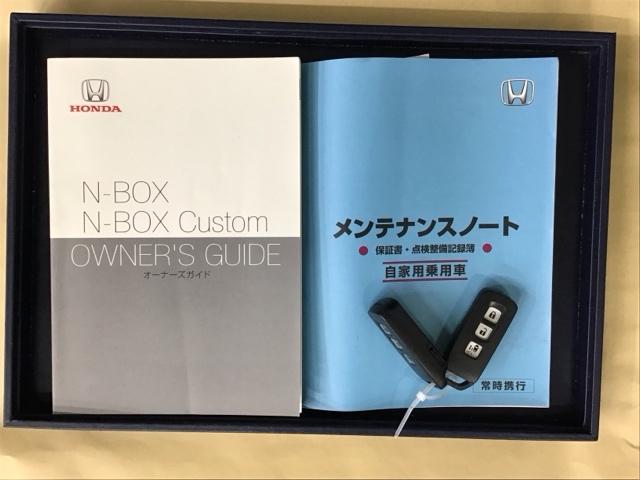 HONDA
N-BOX
N-BOX Custom
OWNER'S GUIDE
オーナーズガイド
メンテナンスノート
保証書・点検整備記録簿
自家用乗用車
常時携行